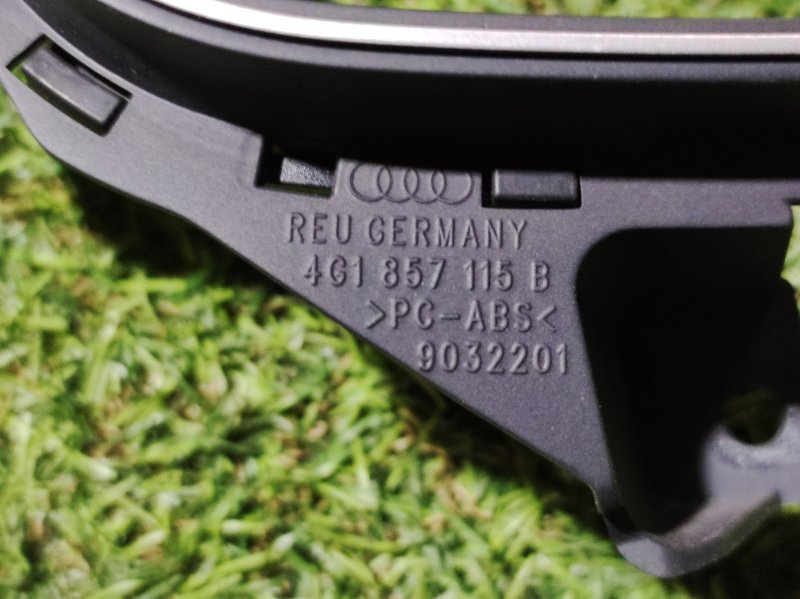 REU GERMANY
4G1 857 115 B
>PC-ABS<
9032201